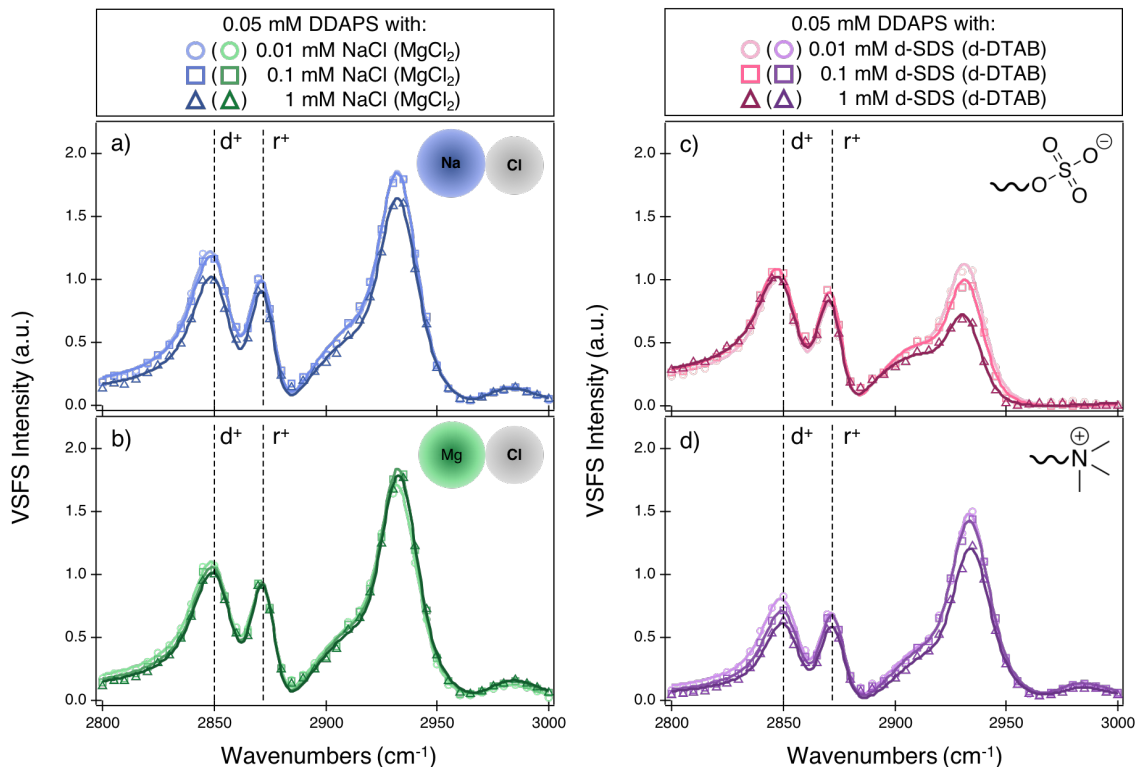 0.05 mM DDAPS with:
( ) 0.01 mM NaCl (MgCl₂)
( ) 0.1 mM NaCl (MgCl₂)
( ) 1 mM NaCl (MgCl₂)
0.05 mM DDAPS with:
( ) 0.01 mM d-SDS (d-DTAB)
( ) 0.1 mM d-SDS (d-DTAB)
( ) 1 mM d-SDS (d-DTAB)
a)
d⁺
r⁺
Na
Cl
2.0
1.5
1.0
0.5
0.0
VSFS Intensity (a.u.)
b)
d⁺
r⁺
Mg
Cl
2.0
1.5
1.0
0.5
0.0
VSFS Intensity (a.u.)
2800
2850
2900
2950
3000
Wavenumbers (cm⁻¹)
c)
d⁺
r⁺
O
O
S
O
O
2.0
1.5
1.0
0.5
0.0
VSFS Intensity (a.u.)
d)
d⁺
r⁺
N
2.0
1.5
1.0
0.5
0.0
VSFS Intensity (a.u.)
2800
2850
2900
2950
3000
Wavenumbers (cm⁻¹)